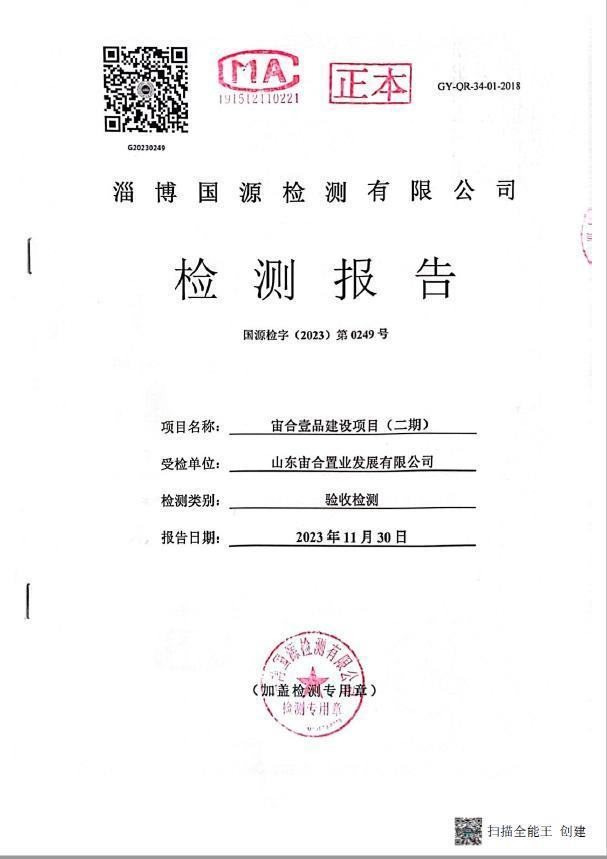 MA
191512110221
正本
GY-QR-34-01-2018
G20230249
淄博国源检测有限公司
检测报告
国源检字（2023）第 0249 号
项目名称： 宙合壹品建设项目（二期）
受检单位： 山东宙合置业发展有限公司
检测类别： 验收检测
报告日期： 2023 年 11 月 30 日
国源检测有限公
（加盖检测专用章）
检测专用章
扫描全能王 创建